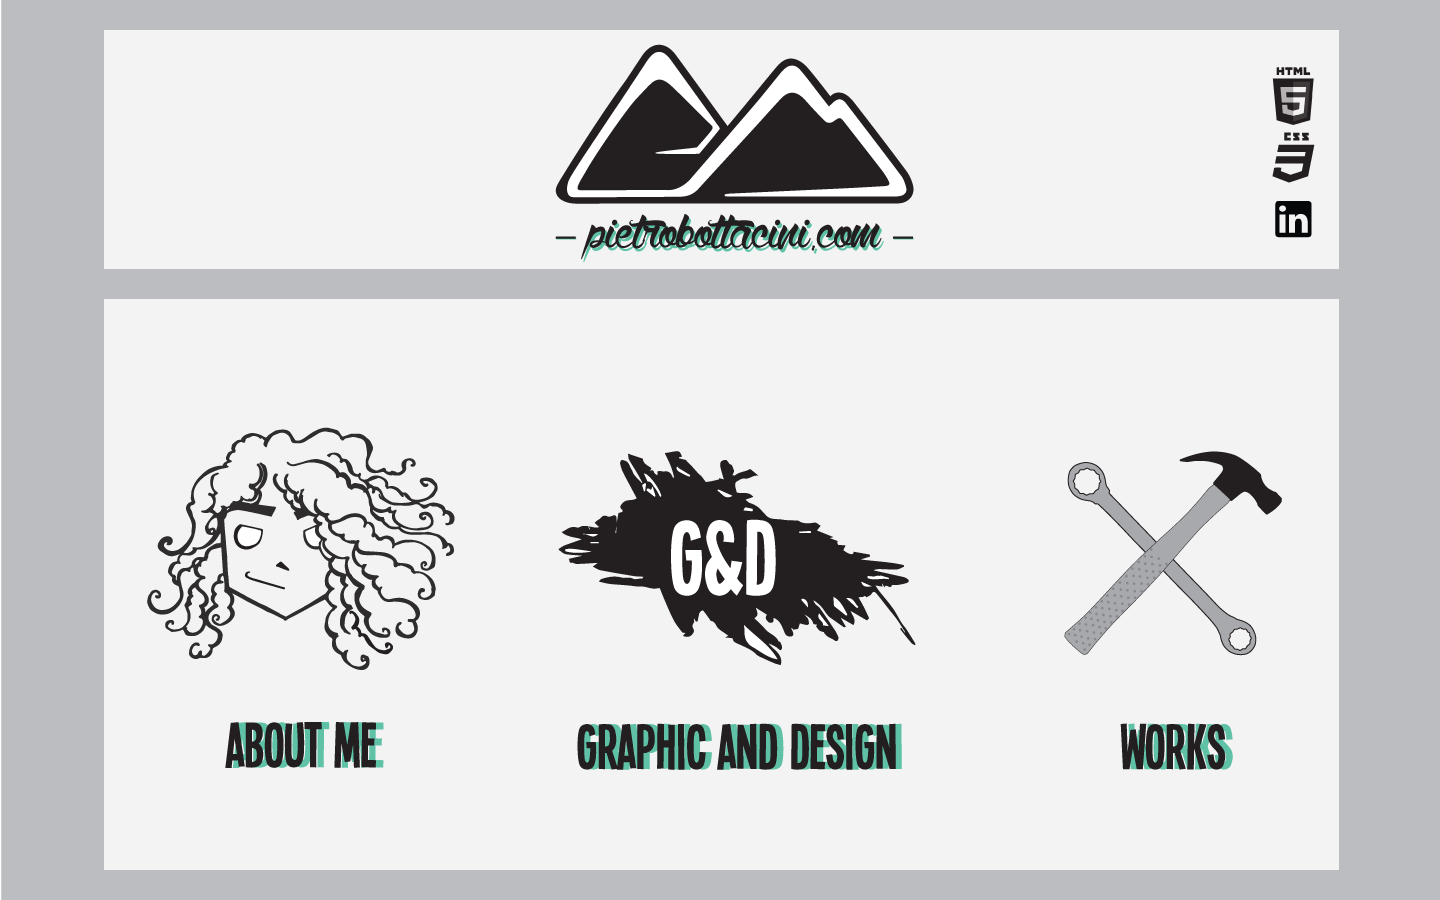 HTML
5
CSS
3
in
– pietrobottacini.com –
G&D
ABOUT ME
GRAPHIC AND DESIGN
WORKS